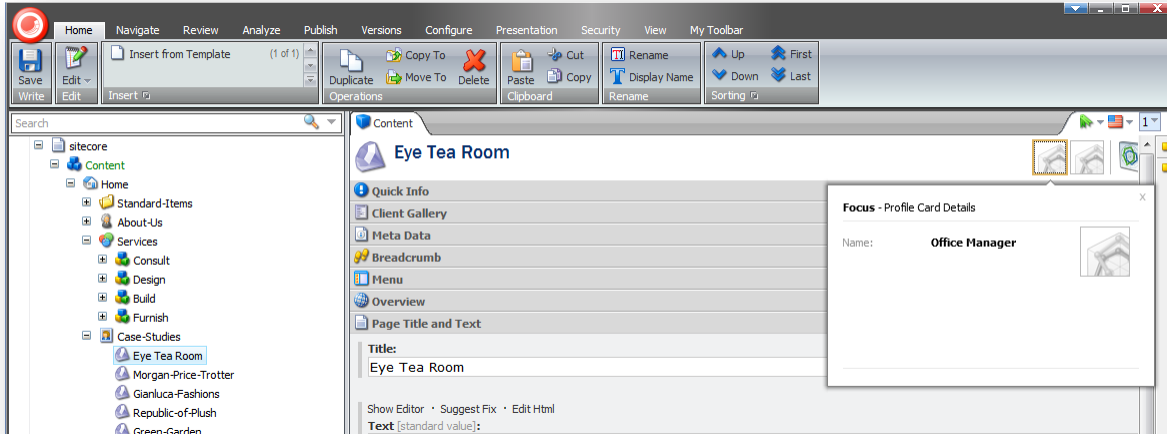 Home Navigate Review Analyze Publish Versions Configure Presentation Security View My Toolbar
Save
Write
Edit
Edit
Insert from Template (1 of 1)
Insert
Duplicate
Copy To
Move To
Delete
Operations
Paste
Cut
Copy
Clipboard
Rename
Display Name
Rename
Up
Down
First
Last
Sorting
Search
sitecore
Content
Home
Standard-Items
About-Us
Services
Consult
Design
Build
Furnish
Case-Studies
Eye Tea Room
Morgan-Price-Trotter
Gianluca-Fashions
Republic-of-Plush
Green-Garden
Content
1
Eye Tea Room
Quick Info
Client Gallery
Meta Data
Breadcrumb
Menu
Overview
Page Title and Text
Title:
Eye Tea Room
Show Editor · Suggest Fix · Edit Html
Text [standard value]:
x
Focus - Profile Card Details
Name: Office Manager